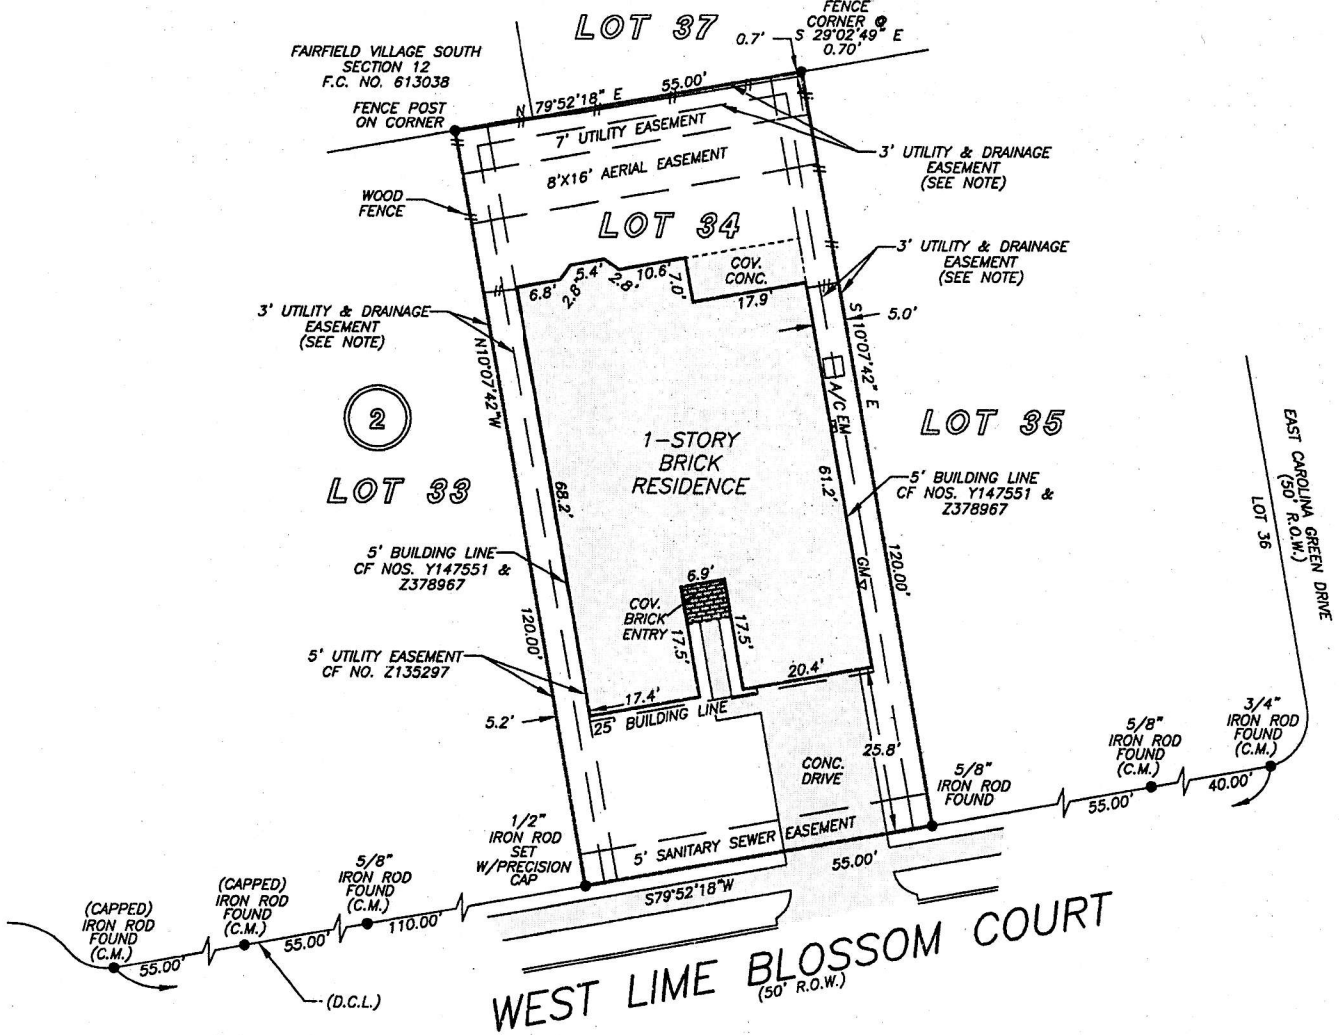 LOT 37
FENCE
CORNER @
S 29°02'49" E
0.70'
0.7'
FAIRFIELD VILLAGE SOUTH
SECTION 12
F.C. NO. 613038
FENCE POST
ON CORNER
N 79°52'18" E
55.00'
7' UTILITY EASEMENT
8'X16' AERIAL EASEMENT
3' UTILITY & DRAINAGE
EASEMENT
(SEE NOTE)
WOOD
FENCE
LOT 34
3' UTILITY & DRAINAGE
EASEMENT
(SEE NOTE)
COV.
CONC.
6.8'
2.8'
5.4'
2.8'
10.6'
7.0'
17.9'
3' UTILITY & DRAINAGE
EASEMENT
(SEE NOTE)
N10°07'42"W
S 10°07'42" E
5.0'
A/C
EM
2
LOT 33
1-STORY
BRICK
RESIDENCE
LOT 35
68.2'
61.2'
5' BUILDING LINE
CF NOS. Y147551 &
Z378967
EAST CAROLINA GREEN DRIVE
(50' R.O.W.)
LOT 36
5' BUILDING LINE
CF NOS. Y147551 &
Z378967
GM
120.00'
6.9'
COV.
BRICK
ENTRY
17.5'
17.5'
120.00'
5' UTILITY EASEMENT
CF NO. Z135297
20.4'
17.4'
25' BUILDING LINE
5.2'
25.8'
CONC.
DRIVE
5/8"
IRON ROD
FOUND
5/8"
IRON ROD
FOUND
(C.M.)
3/4"
IRON ROD
FOUND
(C.M.)
55.00'
40.00'
1/2"
IRON ROD
SET
W/PRECISION
CAP
5' SANITARY SEWER EASEMENT
55.00'
S79°52'18"W
5/8"
IRON ROD
FOUND
(C.M.)
110.00'
(CAPPED)
IRON ROD
FOUND
(C.M.)
55.00'
(CAPPED)
IRON ROD
FOUND
(C.M.)
55.00'
(D.C.L.)
WEST LIME BLOSSOM COURT
(50' R.O.W.)